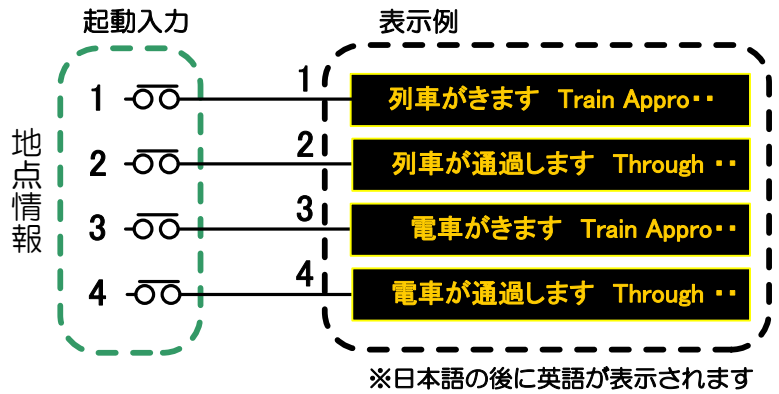 起動入力
表示例
地点情報
1 1 列車がきます Train Appro‥
2 2 列車が通過します Through ‥
3 3 電車がきます Train Appro‥
4 4 電車が通過します Through ‥
※日本語の後に英語が表示されます